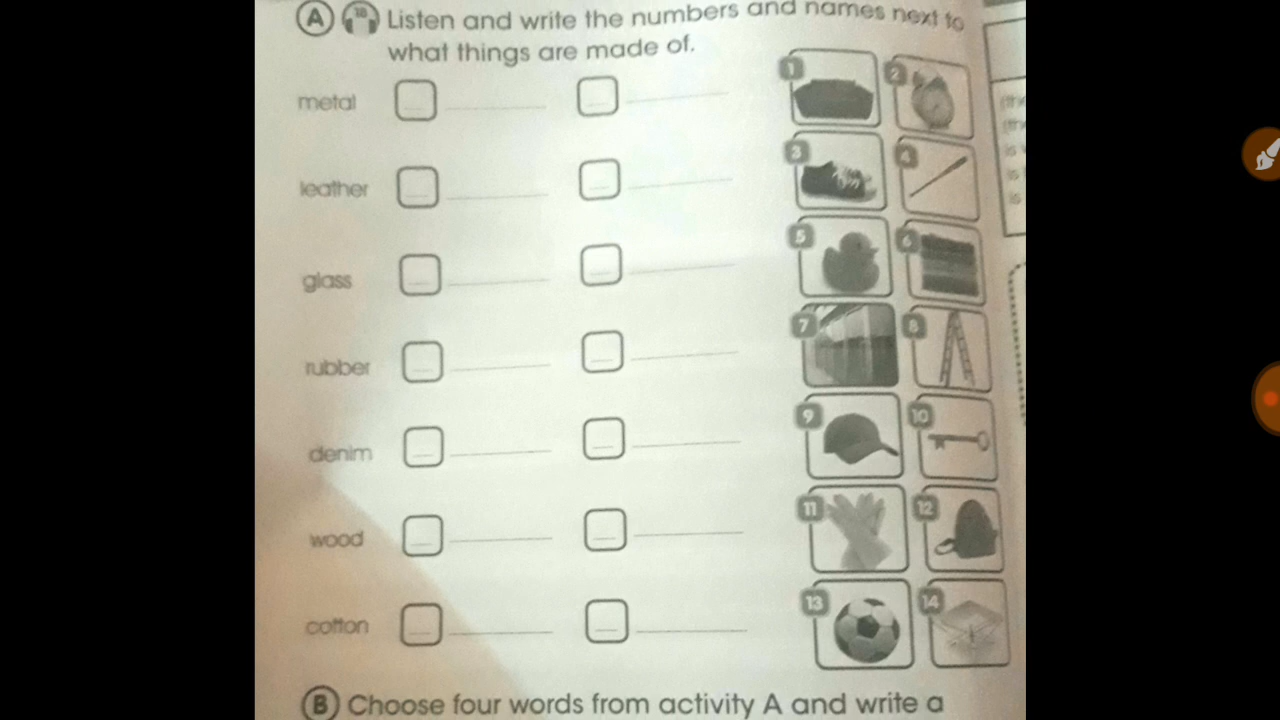 A 10 Listen and write the numbers and names next to
what things are made of.
metal
leather
glass
rubber
denim
wood
cotton
1 2
3 4
5 6
7 8
9 10
11 12
13 14
B Choose four words from activity A and write a